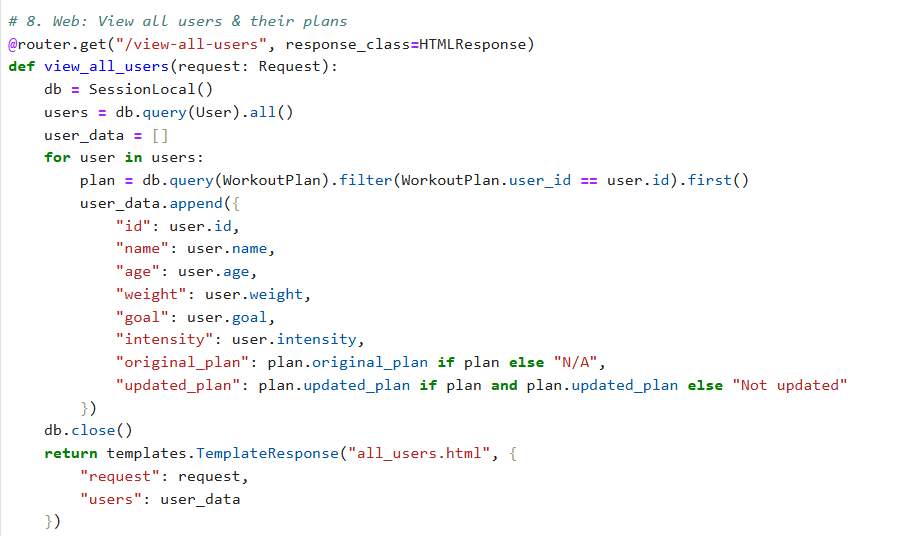 # 8. Web: View all users & their plans
@router.get("/view-all-users", response_class=HTMLResponse)
def view_all_users(request: Request):
    db = SessionLocal()
    users = db.query(User).all()
    user_data = []
    for user in users:
        plan = db.query(WorkoutPlan).filter(WorkoutPlan.user_id == user.id).first()
        user_data.append({
            "id": user.id,
            "name": user.name,
            "age": user.age,
            "weight": user.weight,
            "goal": user.goal,
            "intensity": user.intensity,
            "original_plan": plan.original_plan if plan else "N/A",
            "updated_plan": plan.updated_plan if plan and plan.updated_plan else "Not updated"
        })
    db.close()
    return templates.TemplateResponse("all_users.html", {
        "request": request,
        "users": user_data
    })